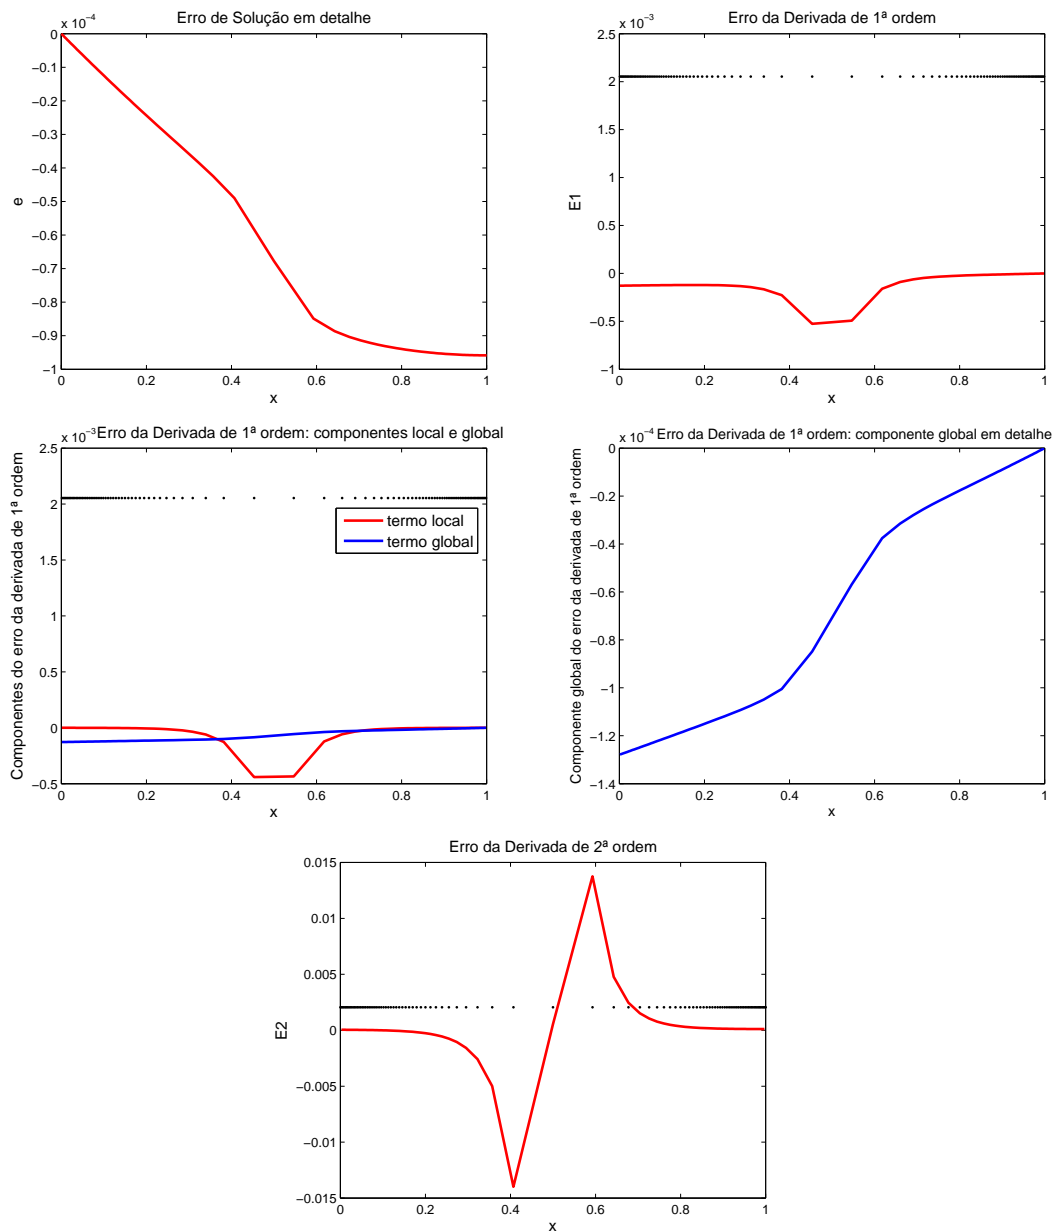 Erro de Solução em detalhe
x 10⁻⁴
0
−0.1
−0.2
−0.3
−0.4
−0.5
−0.6
−0.7
−0.8
−0.9
−1
e
0 0.2 0.4 0.6 0.8 1
x
Erro da Derivada de 1ª ordem
x 10⁻³
2.5
2
1.5
1
0.5
0
−0.5
−1
E1
0 0.2 0.4 0.6 0.8 1
x
x 10⁻³ Erro da Derivada de 1ª ordem: componentes local e global
2.5
2
1.5
1
0.5
0
−0.5
Componentes do erro da derivada de 1ª ordem
termo local
termo global
0 0.2 0.4 0.6 0.8 1
x
x 10⁻⁴ Erro da Derivada de 1ª ordem: componente global em detalhe
0
−0.2
−0.4
−0.6
−0.8
−1
−1.2
−1.4
Componente global do erro da derivada de 1ª ordem
0 0.2 0.4 0.6 0.8 1
x
Erro da Derivada de 2ª ordem
0.015
0.01
0.005
0
−0.005
−0.01
−0.015
E2
0 0.2 0.4 0.6 0.8 1
x